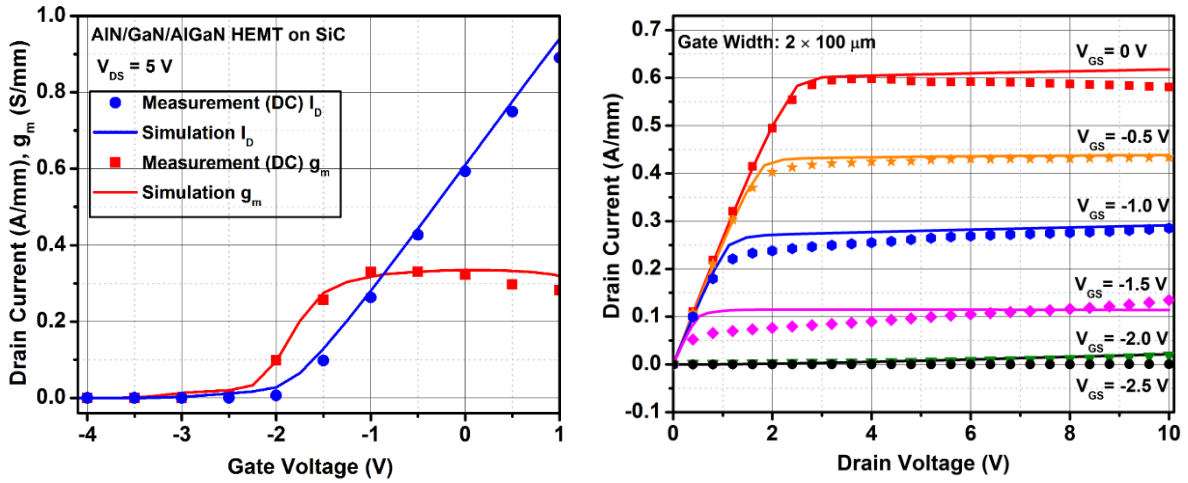 AlN/GaN/AlGaN HEMT on SiC
V_DS = 5 V
Measurement (DC) I_D
Simulation I_D
Measurement (DC) g_m
Simulation g_m
Drain Current (A/mm), g_m (S/mm)
1.0
0.8
0.6
0.4
0.2
0.0
-4
-3
-2
-1
0
1
Gate Voltage (V)
Gate Width: 2 × 100 μm
V_GS = 0 V
V_GS = -0.5 V
V_GS = -1.0 V
V_GS = -1.5 V
V_GS = -2.0 V
V_GS = -2.5 V
Drain Current (A/mm)
0.7
0.6
0.5
0.4
0.3
0.2
0.1
0.0
-0.1
0
2
4
6
8
10
Drain Voltage (V)